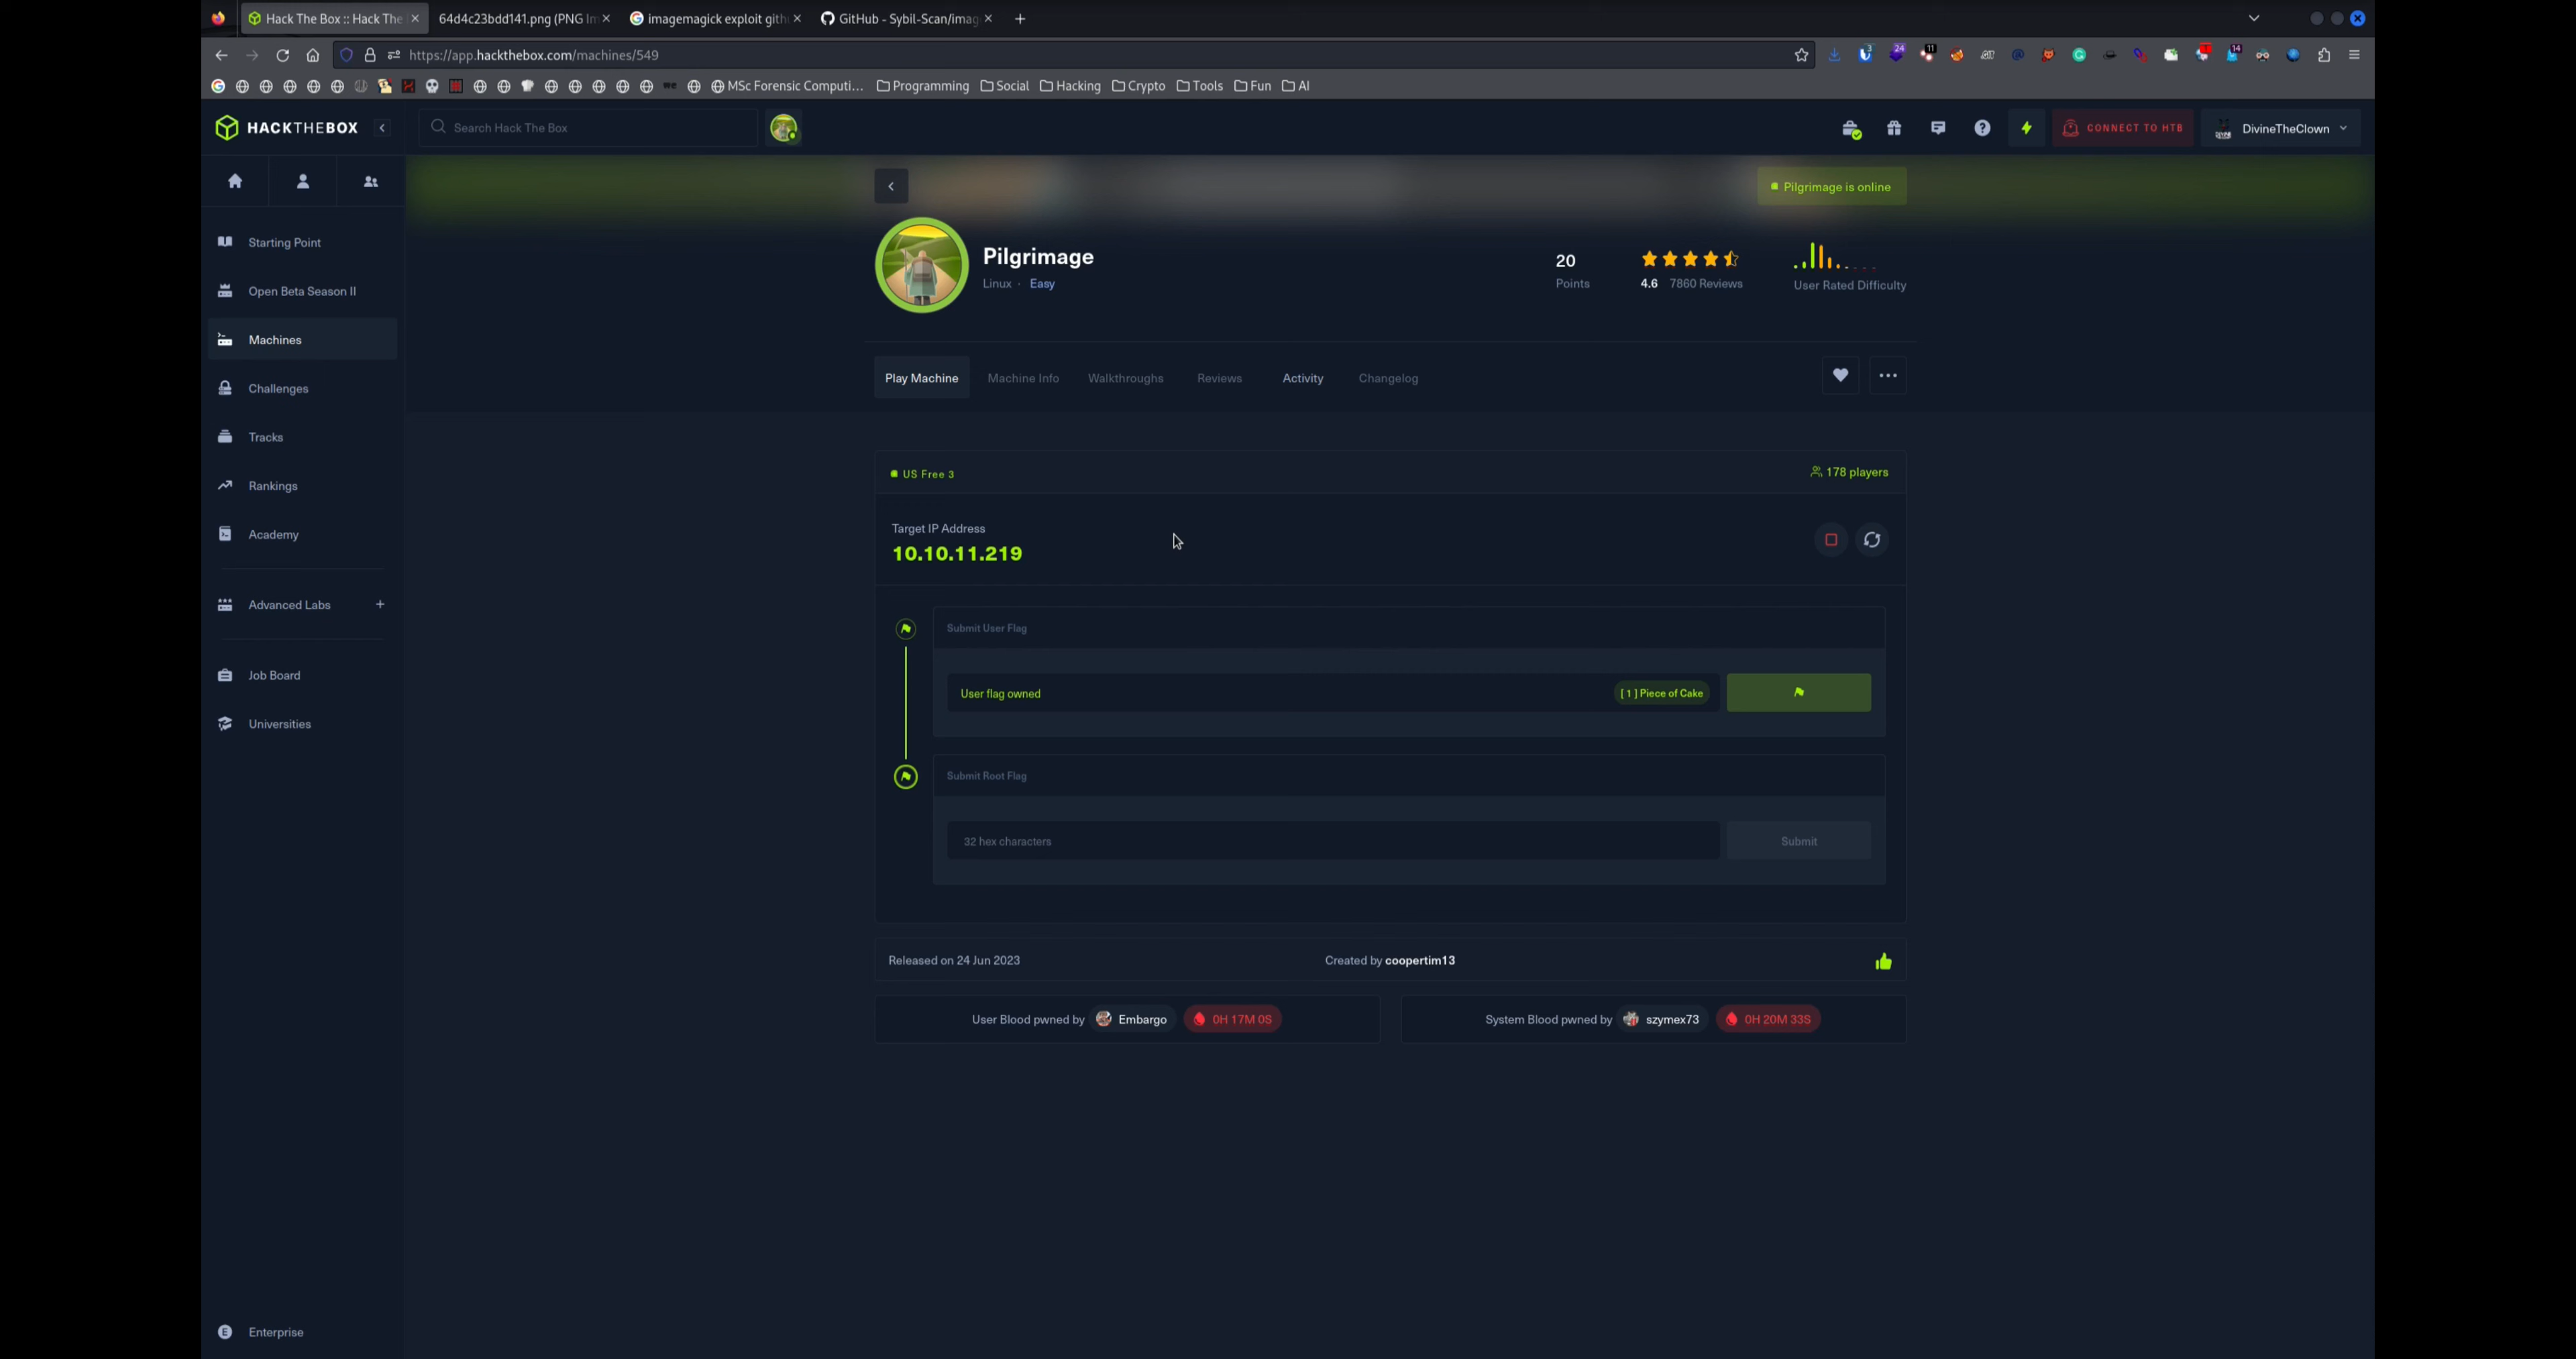 Hack The Box :: Hack The
64d4c23bdd141.png (PNG Im
imagemagick exploit gith
GitHub - Sybil-Scan/imag
https://app.hackthebox.com/machines/549
3 24 11 14
MSc Forensic Computi... Programming Social Hacking Crypto Tools Fun AI
HACKTHEBOX
Search Hack The Box
CONNECT TO HTB
DivineTheClown
Pilgrimage is online
Starting Point
Open Beta Season II
Machines
Challenges
Tracks
Rankings
Academy
Advanced Labs
Job Board
Universities
Enterprise
Pilgrimage
Linux · Easy
20
Points
4.6 7860 Reviews
User Rated Difficulty
Play Machine Machine Info Walkthroughs Reviews Activity Changelog
US Free 3
178 players
Target IP Address
10.10.11.219
Submit User Flag
User flag owned
[ 1 ] Piece of Cake
Submit Root Flag
32 hex characters
Submit
Released on 24 Jun 2023
Created by coopertim13
User Blood pwned by Embargo 0H 17M 0S
System Blood pwned by szymex73 0H 20M 33S